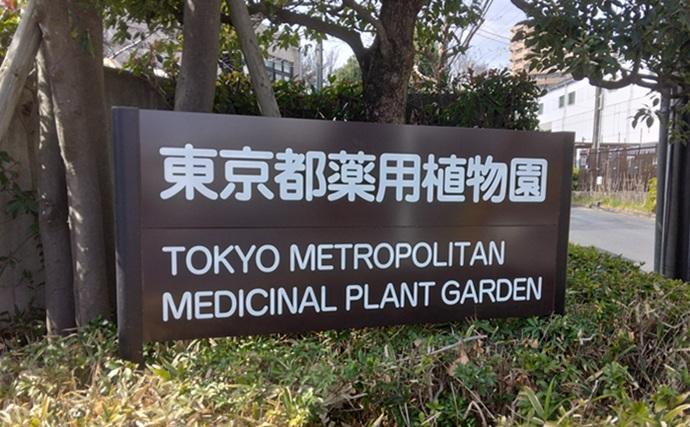 東京都薬用植物園
TOKYO METROPOLITAN
MEDICINAL PLANT GARDEN